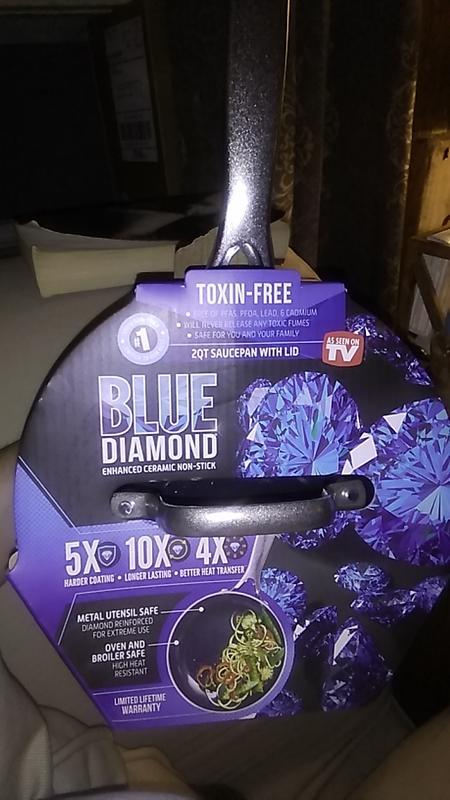 TOXIN-FREE
• FREE OF PFAS, PFOA, LEAD, & CADMIUM
• WILL NEVER RELEASE ANY TOXIC FUMES
• SAFE FOR YOU AND YOUR FAMILY
2QT SAUCEPAN WITH LID
#1
AS SEEN ON
TV
BLUE
DIAMOND
ENHANCED CERAMIC NON-STICK
5X 10X 4X
HARDER COATING • LONGER LASTING • BETTER HEAT TRANSFER
METAL UTENSIL SAFE
DIAMOND REINFORCED
FOR EXTREME USE
OVEN AND
BROILER SAFE
HIGH HEAT
RESISTANT
LIMITED LIFETIME
WARRANTY